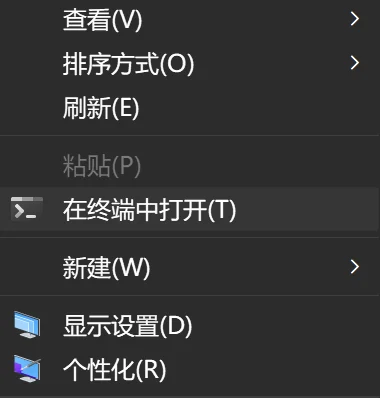 查看(V)
排序方式(O)
刷新(E)
粘贴(P)
在终端中打开(T)
新建(W)
显示设置(D)
个性化(R)